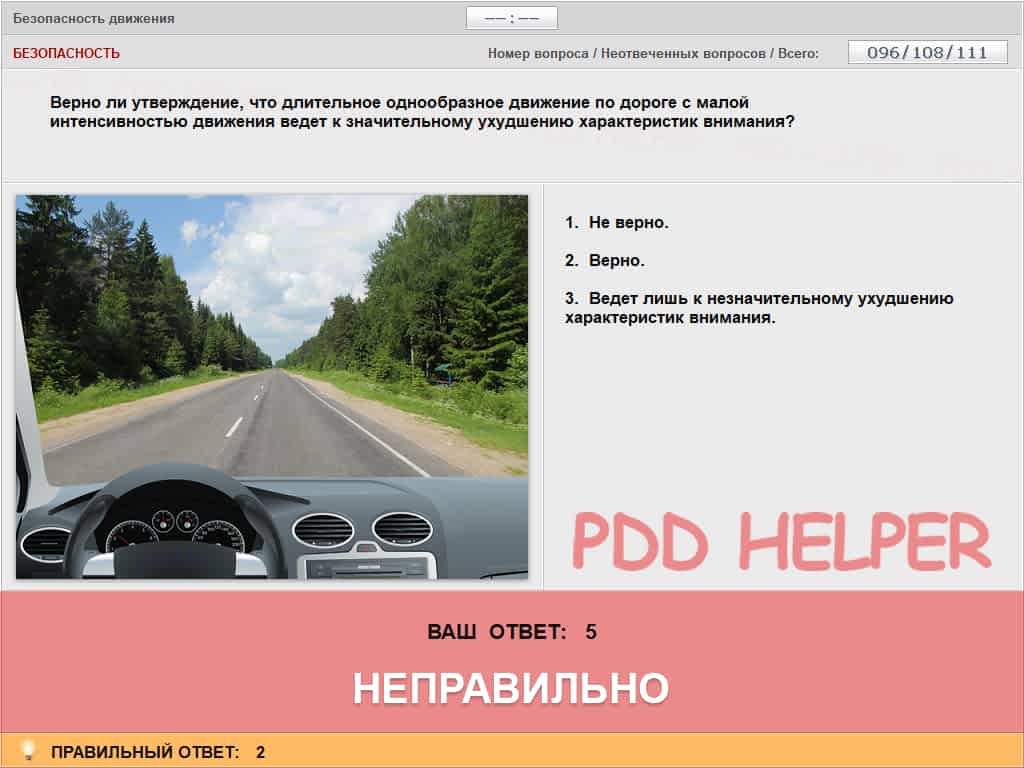 Безопасность движения
—— : ——
БЕЗОПАСНОСТЬ
Номер вопроса / Неотвеченных вопросов / Всего:
096/108/111
Верно ли утверждение, что длительное однообразное движение по дороге с малой
интенсивностью движения ведет к значительному ухудшению характеристик внимания?
1. Не верно.
2. Верно.
3. Ведет лишь к незначительному ухудшению
характеристик внимания.
PDD HELPER
ВАШ ОТВЕТ: 5
НЕПРАВИЛЬНО
ПРАВИЛЬНЫЙ ОТВЕТ: 2